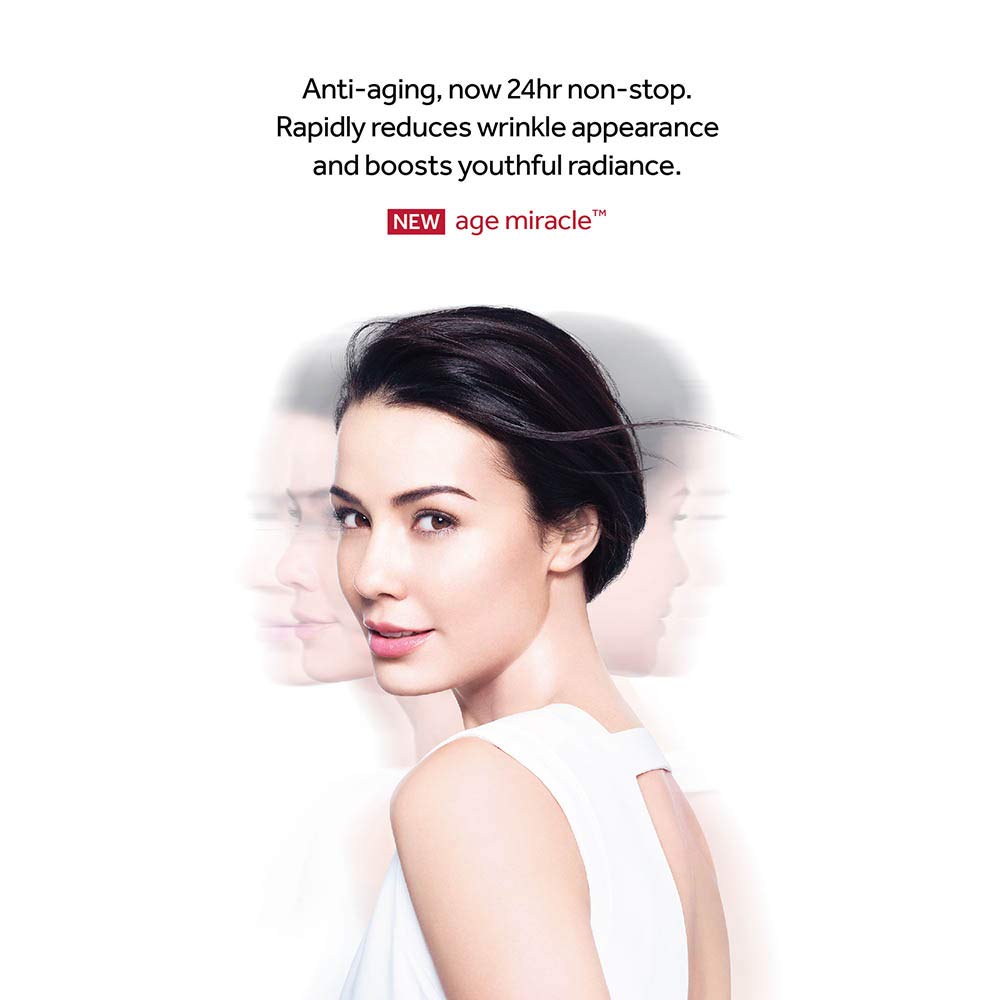 Anti-aging, now 24hr non-stop.
Rapidly reduces wrinkle appearance
and boosts youthful radiance.
NEW age miracle™